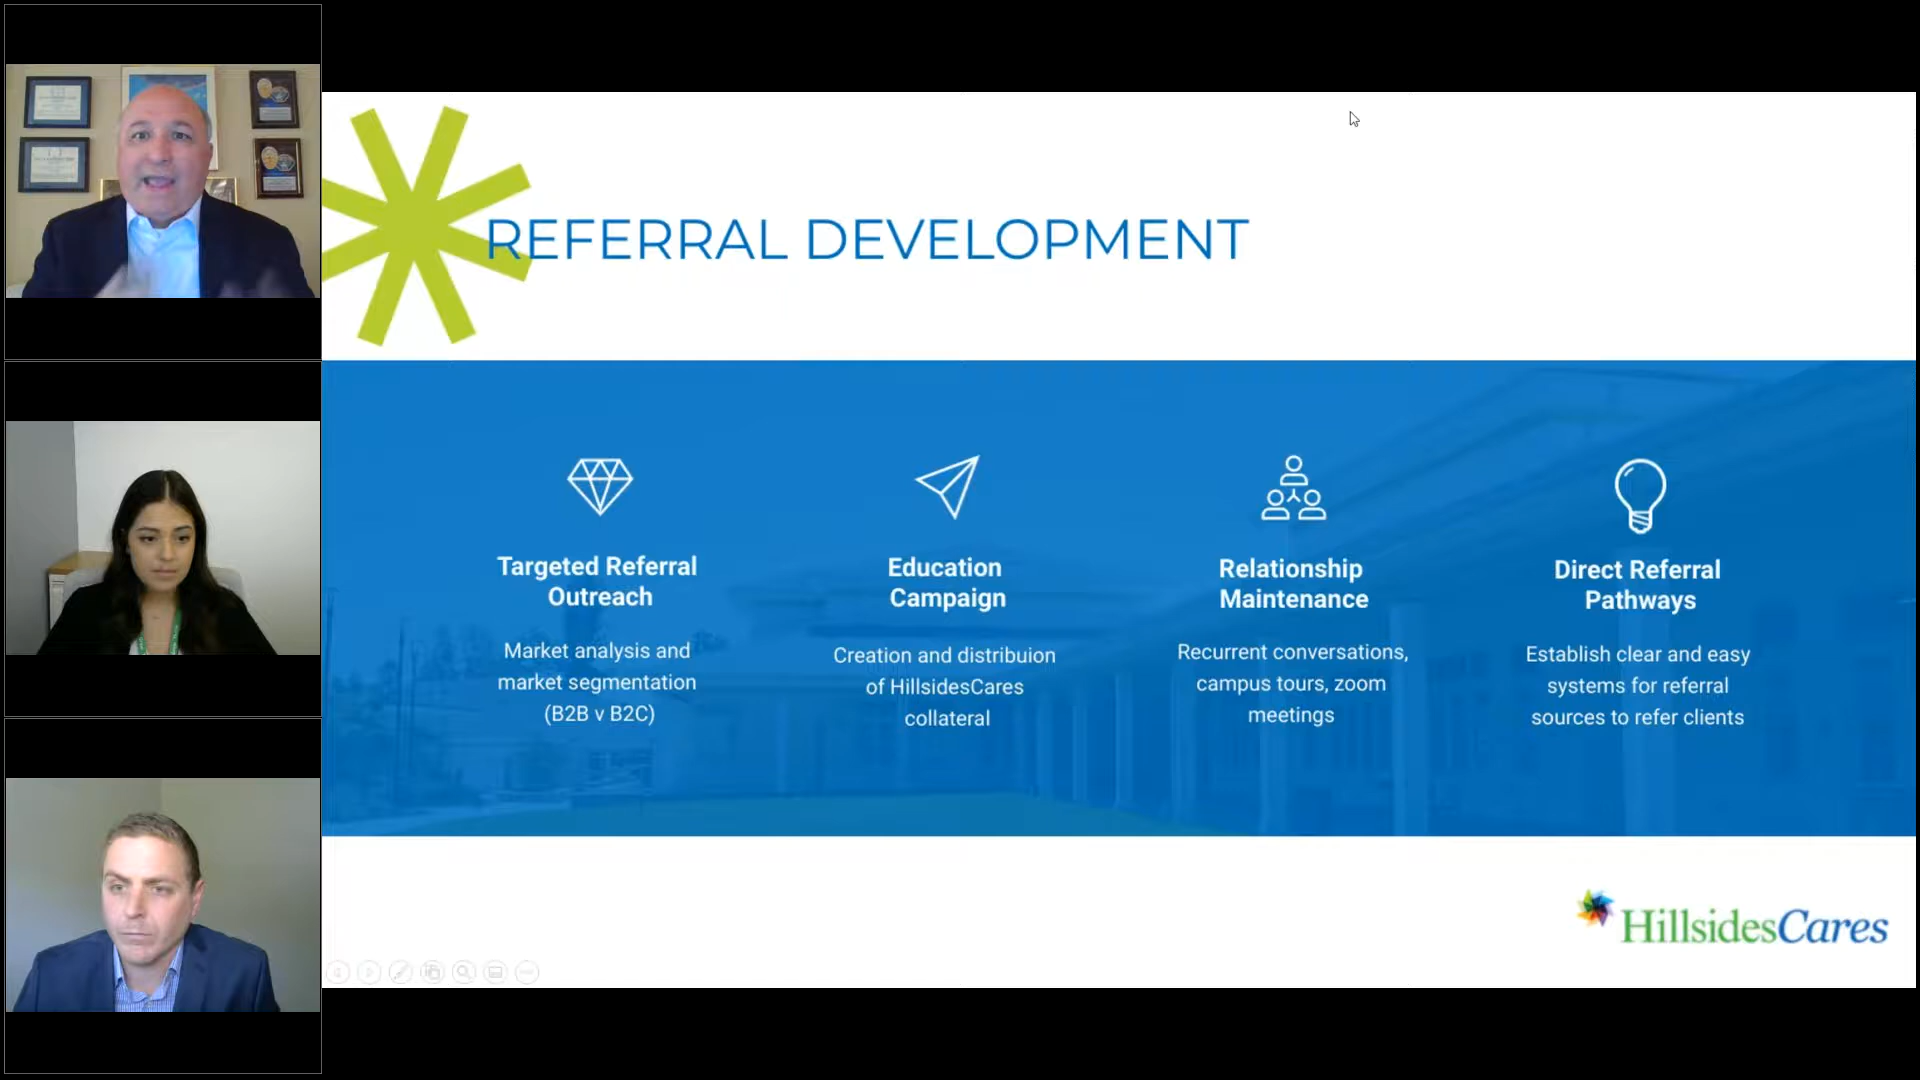 REFERRAL DEVELOPMENT
Targeted Referral
Outreach
Market analysis and
market segmentation
(B2B v B2C)
Education
Campaign
Creation and distribuion
of HillsidesCares
collateral
Relationship
Maintenance
Recurrent conversations,
campus tours, zoom
meetings
Direct Referral
Pathways
Establish clear and easy
systems for referral
sources to refer clients
HillsidesCares